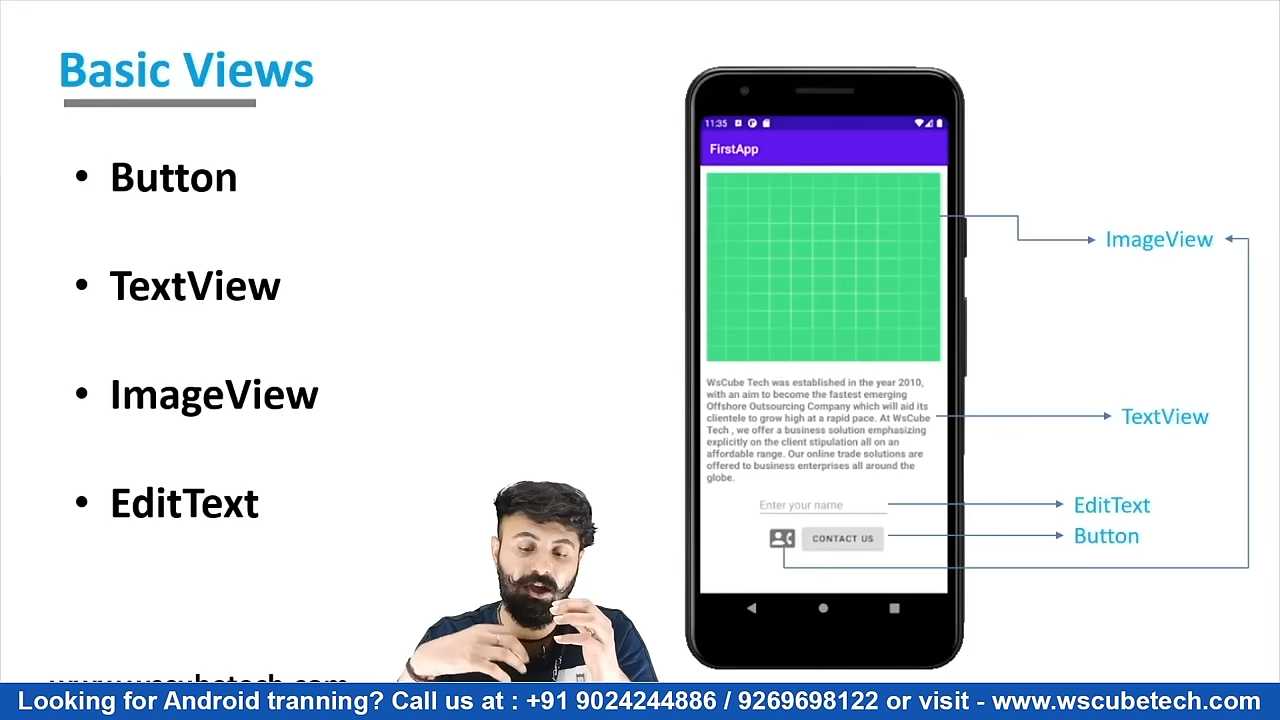 Basic Views
• Button
• TextView
• ImageView
• EditText
11:35
FirstApp
WsCube Tech was established in the year 2010,
with an aim to become the fastest emerging
Offshore Outsourcing Company which will aid its
clientele to grow high at a rapid pace. At WsCube
Tech , we offer a business solution emphasizing
explicitly on the client stipulation all on an
affordable range. Our online trade solutions are
offered to business enterprises all around the
globe.
Enter your name
CONTACT US
ImageView
TextView
EditText
Button
www.wscubetech.com
Looking for Android tranning? Call us at : +91 9024244886 / 9269698122 or visit - www.wscubetech.com